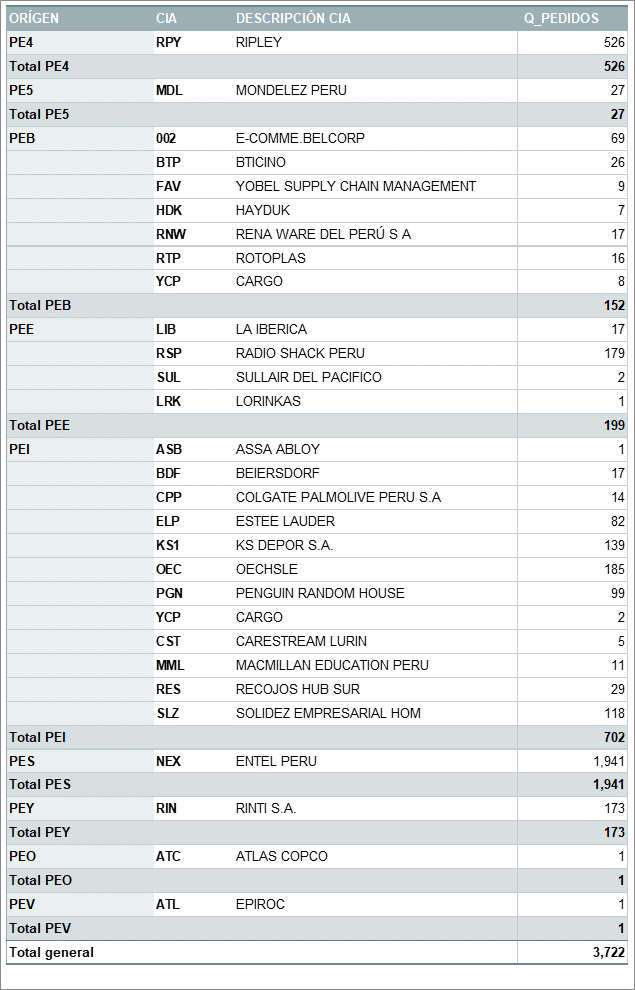 ORÍGEN CIA DESCRIPCIÓN CIA Q_PEDIDOS
PE4 RPY RIPLEY 526
Total PE4 526
PE5 MDL MONDELEZ PERU 27
Total PE5 27
PEB 002 E-COMME.BELCORP 69
BTP BTICINO 26
FAV YOBEL SUPPLY CHAIN MANAGEMENT 9
HDK HAYDUK 7
RNW RENA WARE DEL PERÚ S A 17
RTP ROTOPLAS 16
YCP CARGO 8
Total PEB 152
PEE LIB LA IBERICA 17
RSP RADIO SHACK PERU 179
SUL SULLAIR DEL PACIFICO 2
LRK LORINKAS 1
Total PEE 199
PEI ASB ASSA ABLOY 1
BDF BEIERSDORF 17
CPP COLGATE PALMOLIVE PERU S.A 14
ELP ESTEE LAUDER 82
KS1 KS DEPOR S.A. 139
OEC OECHSLE 185
PGN PENGUIN RANDOM HOUSE 99
YCP CARGO 2
CST CARESTREAM LURIN 5
MML MACMILLAN EDUCATION PERU 11
RES RECOJOS HUB SUR 29
SLZ SOLIDEZ EMPRESARIAL HOM 118
Total PEI 702
PES NEX ENTEL PERU 1,941
Total PES 1,941
PEY RIN RINTI S.A. 173
Total PEY 173
PEO ATC ATLAS COPCO 1
Total PEO 1
PEV ATL EPIROC 1
Total PEV 1
Total general 3,722